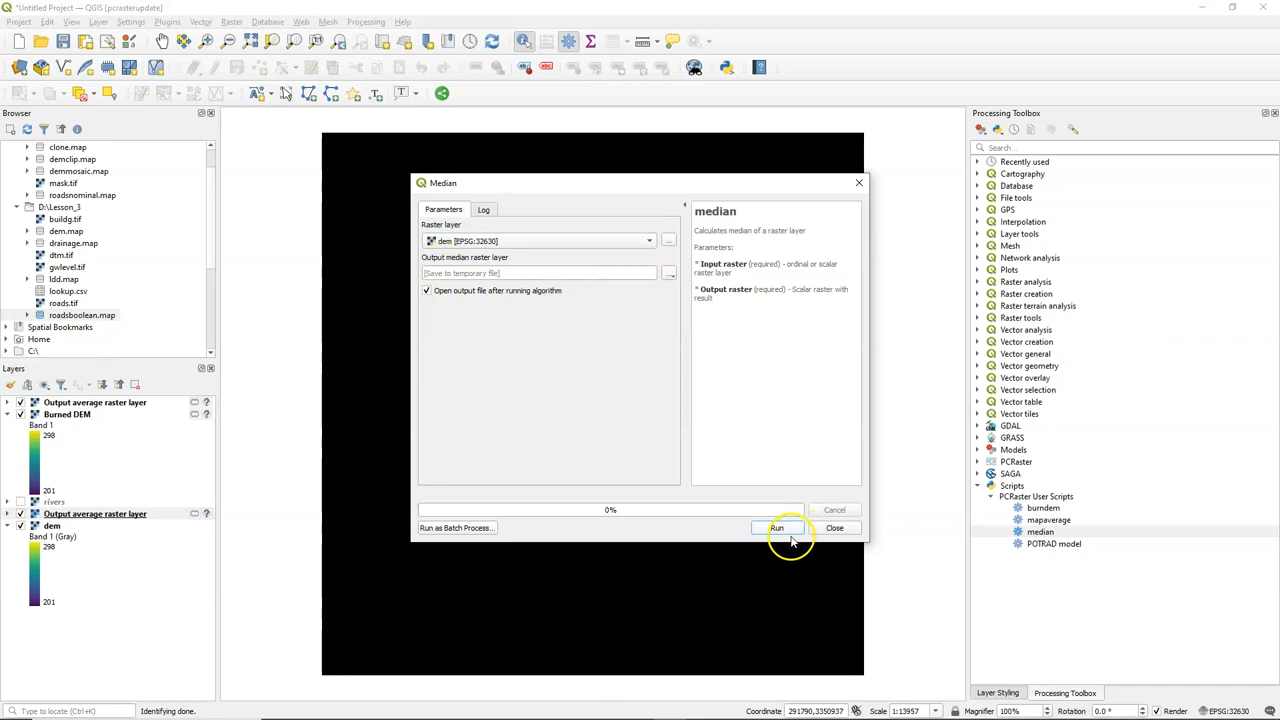 *Untitled Project — QGIS [pcrasterupdate]
Project Edit View Layer Settings Plugins Vector Raster Database Web Mesh Processing Help
Browser
clone.map
demclip.map
demmosaic.map
mask.tif
roadsnominal.map
D:\Lesson_3
buildg.tif
dem.map
drainage.map
dtm.tif
gwlevel.tif
ldd.map
lookup.csv
roads.tif
roadsboolean.map
Spatial Bookmarks
Home
C:\
Layers
Output average raster layer
Burned DEM
Band 1
298
201
rivers
Output average raster layer
dem
Band 1 (Gray)
298
201
Median
Parameters
Log
Raster layer
dem [EPSG:32630]
...
Output median raster layer
[Save to temporary file]
...
Open output file after running algorithm
median
Calculates median of a raster layer
Parameters:
* Input raster (required) - ordinal or scalar
raster layer
* Output raster (required) - Scalar raster with
result
0%
Cancel
Run as Batch Process...
Run
Close
Processing Toolbox
Search...
Recently used
Cartography
Database
File tools
GPS
Interpolation
Layer tools
Mesh
Network analysis
Plots
Raster analysis
Raster creation
Raster terrain analysis
Raster tools
Vector analysis
Vector creation
Vector general
Vector geometry
Vector overlay
Vector selection
Vector table
Vector tiles
GDAL
GRASS
Models
PCRaster
SAGA
Scripts
PCRaster User Scripts
burndem
mapaverage
median
POTRAD model
Layer Styling
Processing Toolbox
Type to locate (Ctrl+K)
Identifying done.
Coordinate 291790,3350937
Scale 1:13957
Magnifier 100%
Rotation 0.0 °
Render
EPSG:32630